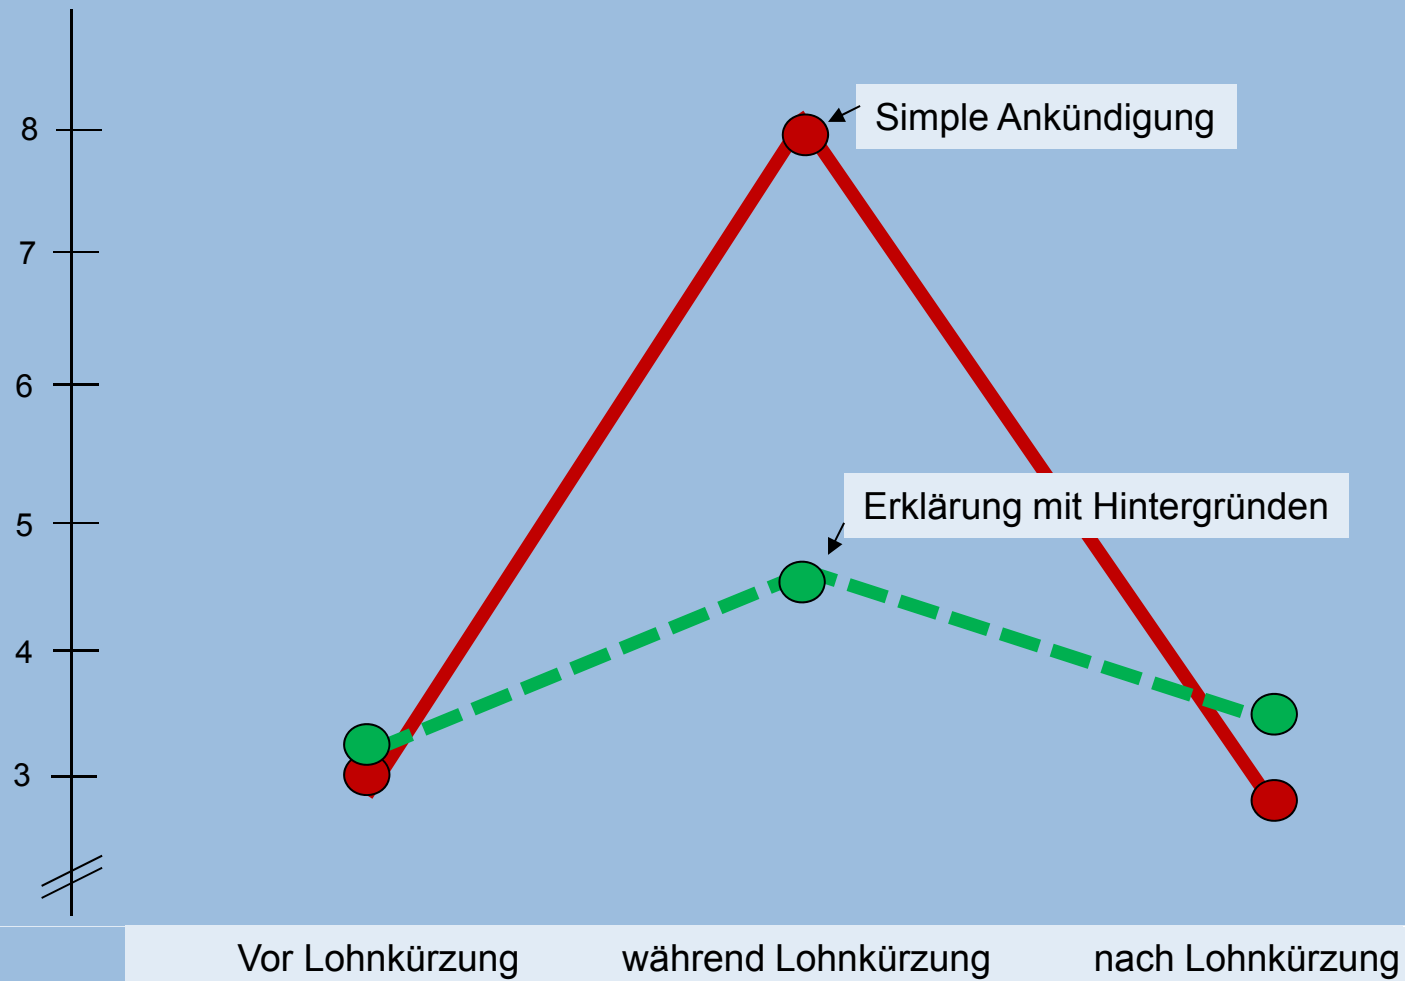 8
Simple Ankündigung
7
6
5
Erklärung mit Hintergründen
4
3
Vor Lohnkürzung
während Lohnkürzung
nach Lohnkürzung